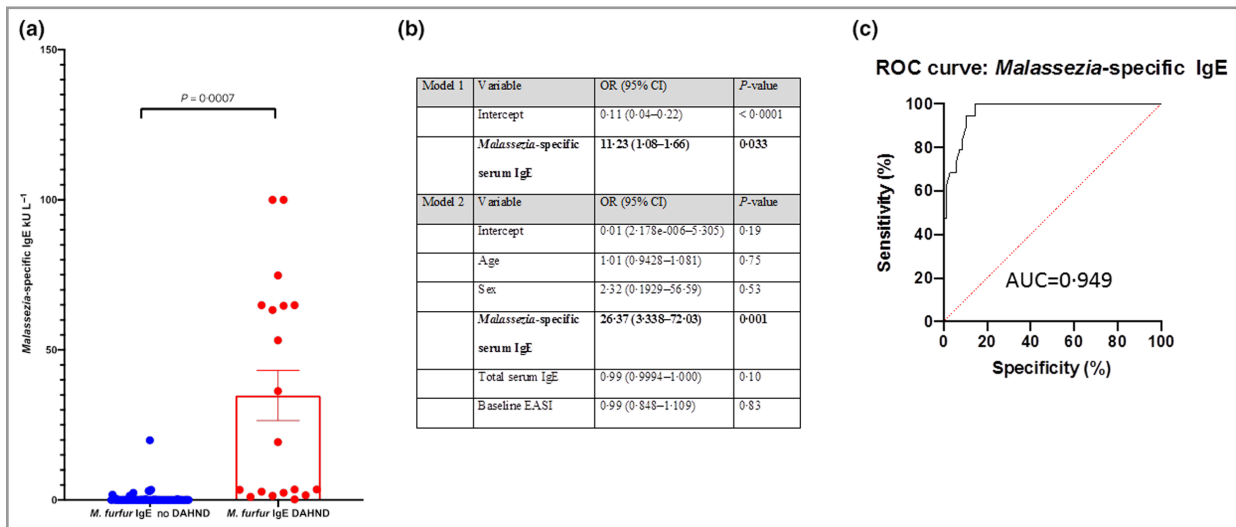 (a)
150
100
50
0
Malassezia-specific IgE kU L⁻¹
P = 0·0007
M. furfur IgE no DAHND
M. furfur IgE DAHND
(b)
Model 1 Variable OR (95% CI) P-value
Intercept 0·11 (0·04–0·22) < 0·0001
Malassezia-specific 11·23 (1·08–1·66) 0·033
serum IgE
Model 2 Variable OR (95% CI) P-value
Intercept 0·01 (2·178e-006–5·305) 0·19
Age 1·01 (0·9428–1·081) 0·75
Sex 2·32 (0·1929–56·59) 0·53
Malassezia-specific 26·37 (3·338–72·03) 0·001
serum IgE
Total serum IgE 0·99 (0·9994–1·000) 0·10
Baseline EASI 0·99 (0·848–1·109) 0·83
(c)
ROC curve: Malassezia-specific IgE
100
80
60
40
20
0
Sensitivity (%)
AUC=0·949
0 20 40 60 80 100
Specificity (%)